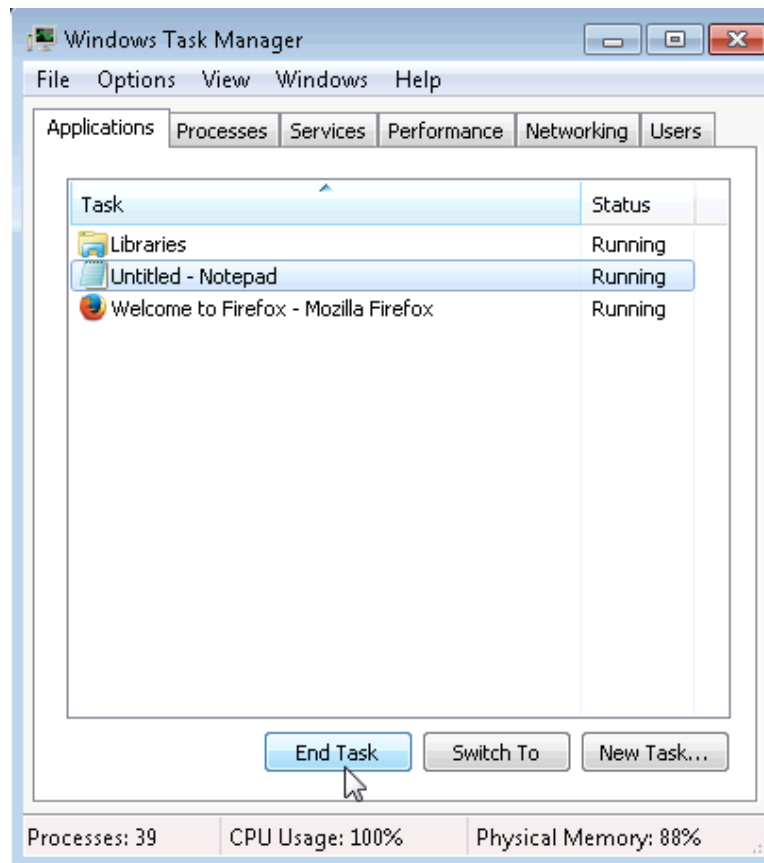 Windows Task Manager
File Options View Windows Help
Applications Processes Services Performance Networking Users
Task Status
Libraries Running
Untitled - Notepad Running
Welcome to Firefox - Mozilla Firefox Running
End Task Switch To New Task...
Processes: 39 CPU Usage: 100% Physical Memory: 88%